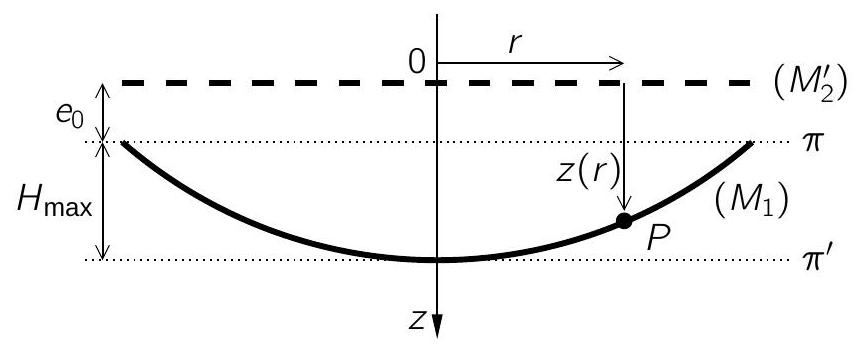 r
0
(M′₂)
e₀
π
z(r)
H_max
(M₁)
P
π′
z